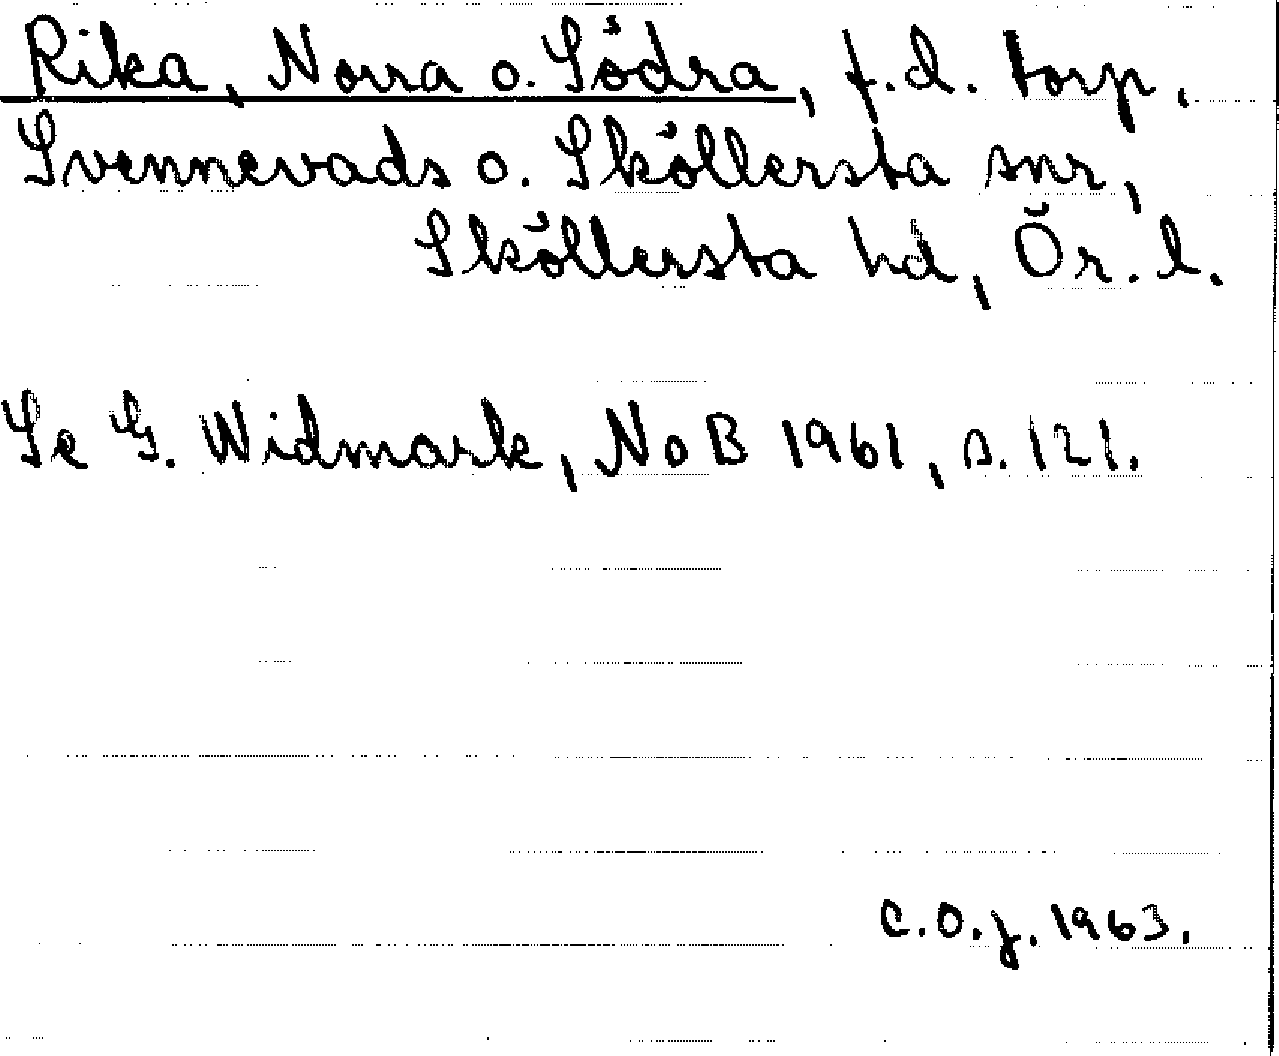 Rika, Norra o. Södra, f.d. torp.
Svennevads o. Sköllersta snr,
Sköllersta hd, Ör. l.
Se G. Widmark, NoB 1961, s. 121.
C.O.J. 1963.